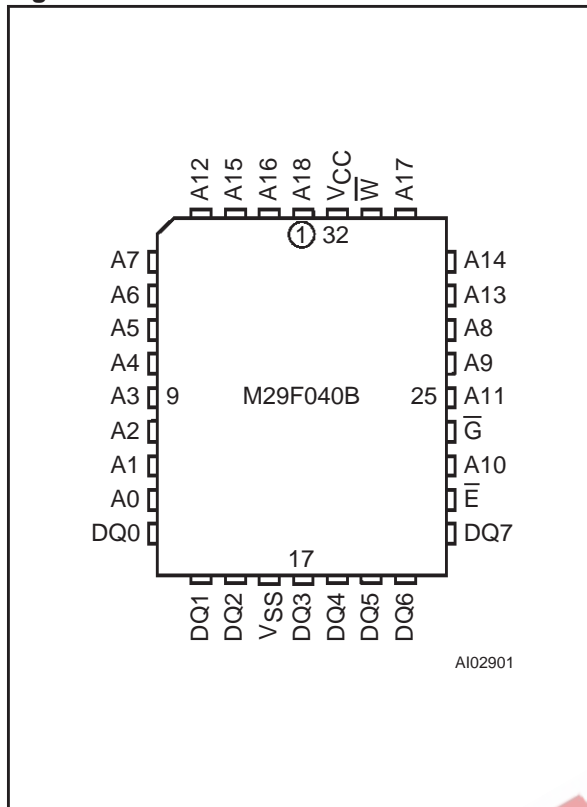 A12 A15 A16 A18 VCC W̅ A17
1 32
A7 A14
A6 A13
A5 A8
A4 A9
A3 9 M29F040B 25 A11
A2 G̅
A1 A10
A0 E̅
DQ0 DQ7
17
DQ1 DQ2 VSS DQ3 DQ4 DQ5 DQ6
AI02901